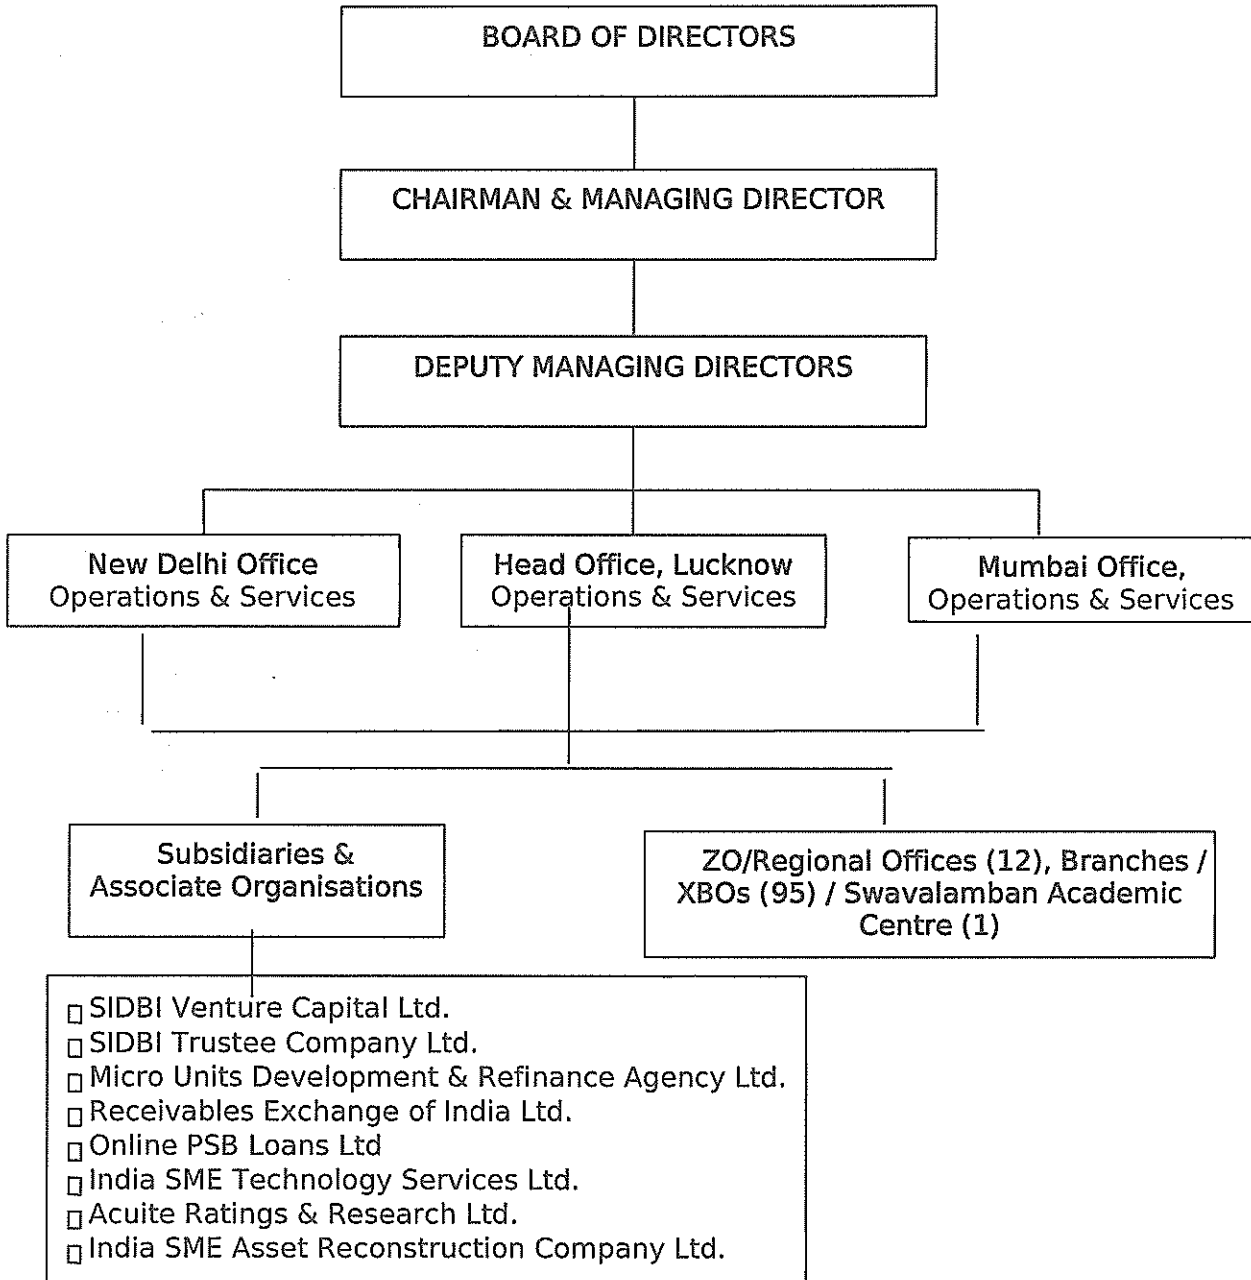 BOARD OF DIRECTORS
CHAIRMAN & MANAGING DIRECTOR
DEPUTY MANAGING DIRECTORS
New Delhi Office
Operations & Services
Head Office, Lucknow
Operations & Services
Mumbai Office,
Operations & Services
Subsidiaries &
Associate Organisations
ZO/Regional Offices (12), Branches /
XBOs (95) / Swavalamban Academic
Centre (1)
SIDBI Venture Capital Ltd.
SIDBI Trustee Company Ltd.
Micro Units Development & Refinance Agency Ltd.
Receivables Exchange of India Ltd.
Online PSB Loans Ltd
India SME Technology Services Ltd.
Acuite Ratings & Research Ltd.
India SME Asset Reconstruction Company Ltd.